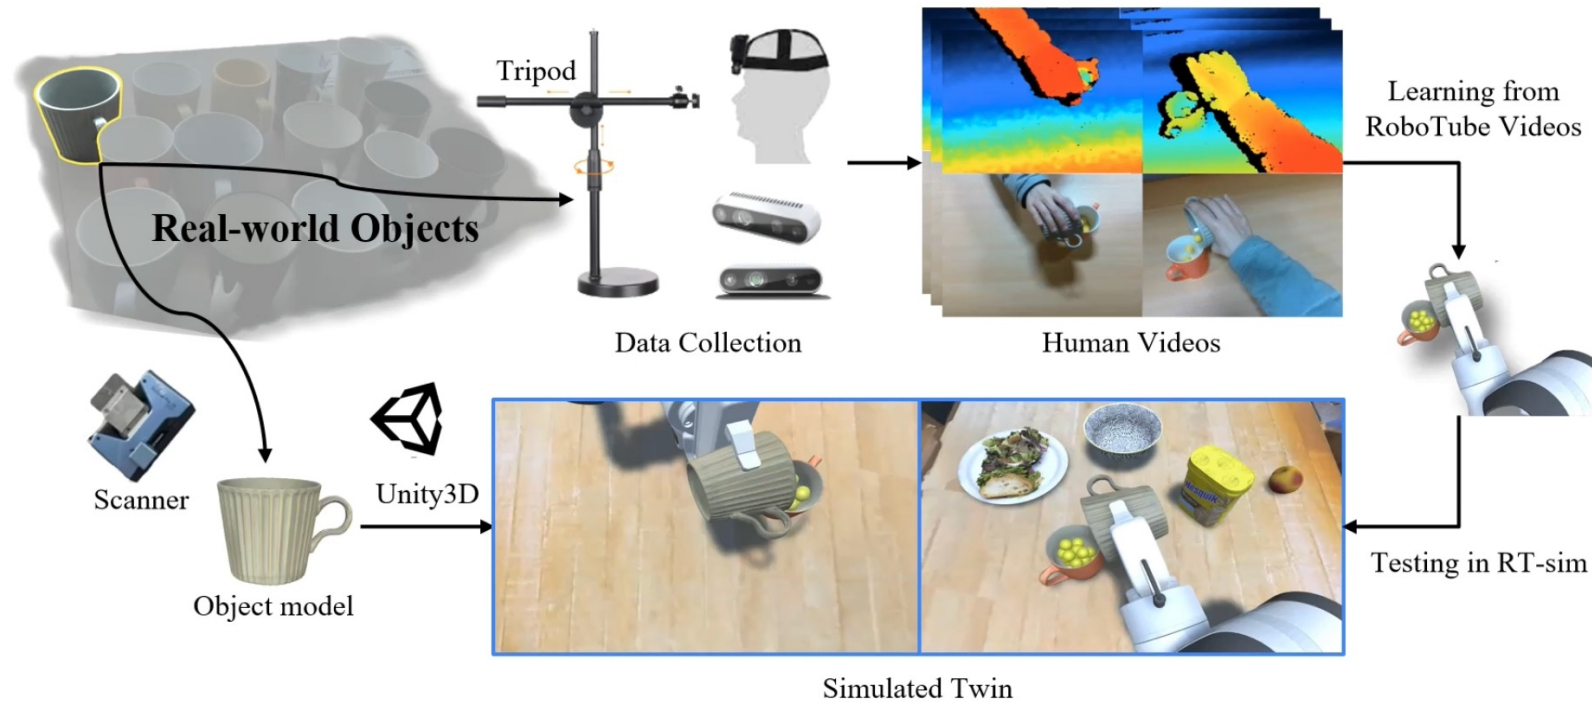 Tripod
Real-world Objects
Learning from
RoboTube Videos
Data Collection
Human Videos
Scanner
Unity3D
Object model
NESQUIK
Testing in RT-sim
Simulated Twin